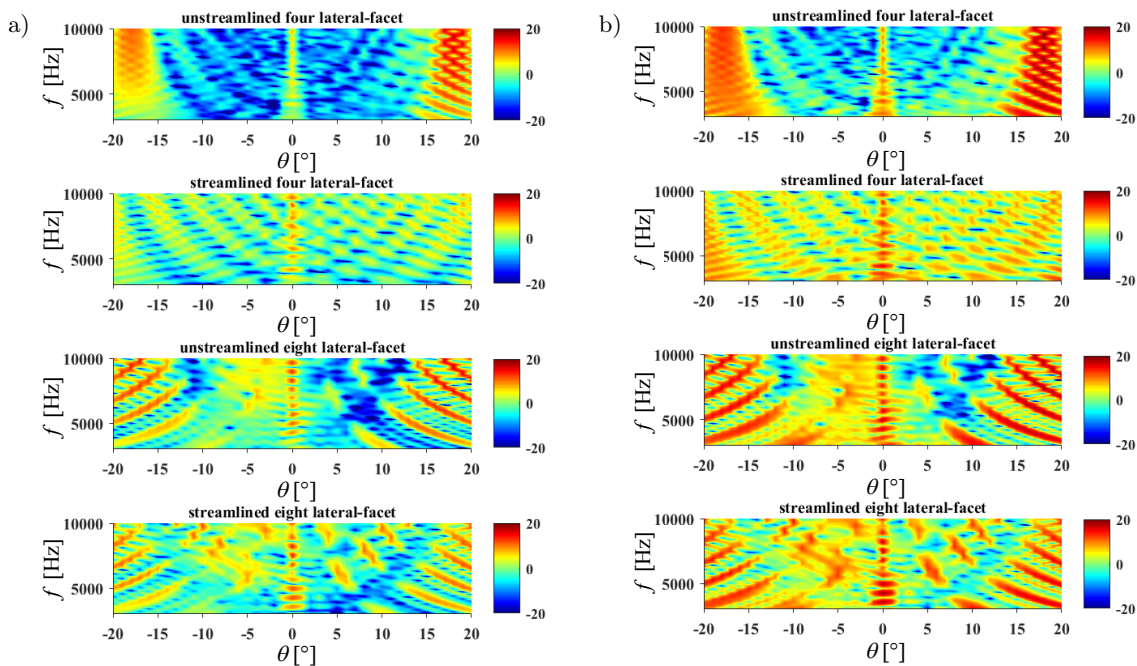 a)
unstreamlined four lateral-facet
f [Hz]
10000
5000
20
0
-20
-20 -15 -10 -5 0 5 10 15 20
θ [°]
streamlined four lateral-facet
f [Hz]
10000
5000
20
0
-20
-20 -15 -10 -5 0 5 10 15 20
θ [°]
unstreamlined eight lateral-facet
f [Hz]
10000
5000
20
0
-20
-20 -15 -10 -5 0 5 10 15 20
θ [°]
streamlined eight lateral-facet
f [Hz]
10000
5000
20
0
-20
-20 -15 -10 -5 0 5 10 15 20
θ [°]
b)
unstreamlined four lateral-facet
f [Hz]
10000
5000
20
0
-20
-20 -15 -10 -5 0 5 10 15 20
θ [°]
streamlined four lateral-facet
f [Hz]
10000
5000
20
0
-20
-20 -15 -10 -5 0 5 10 15 20
θ [°]
unstreamlined eight lateral-facet
f [Hz]
10000
5000
20
0
-20
-20 -15 -10 -5 0 5 10 15 20
θ [°]
streamlined eight lateral-facet
f [Hz]
10000
5000
20
0
-20
-20 -15 -10 -5 0 5 10 15 20
θ [°]